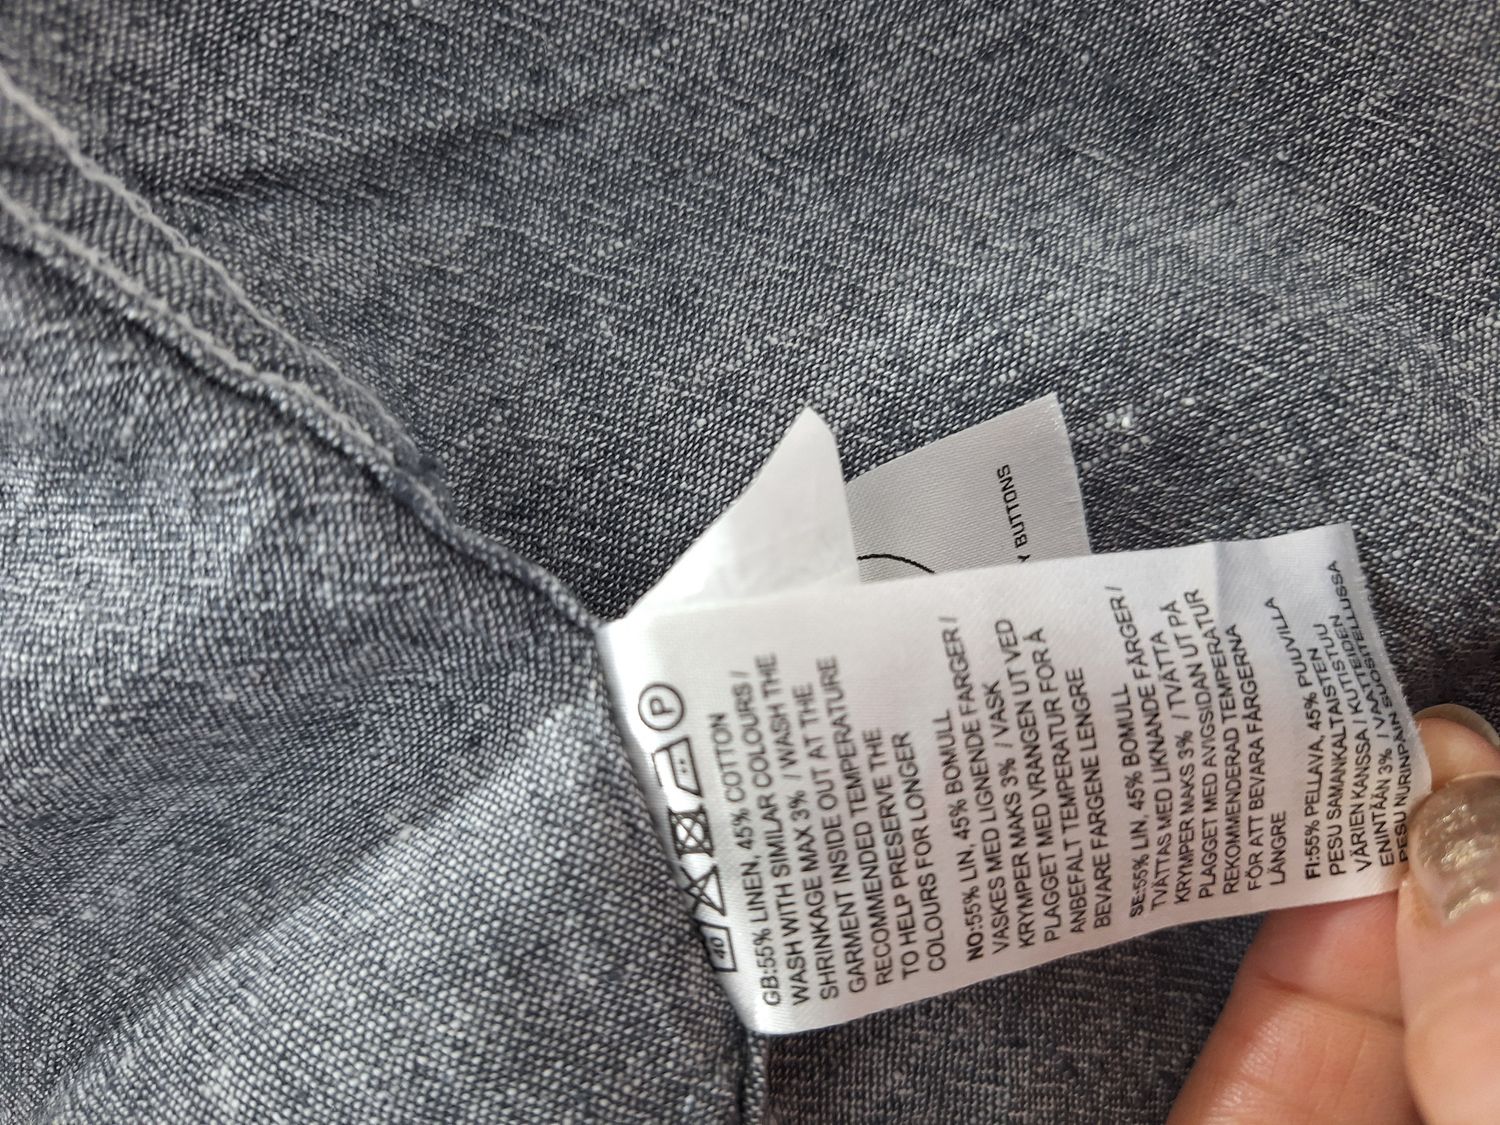 Y BUTTONS
40
P
GB:55% LINEN, 45% COTTON
WASH WITH SIMILAR COLOURS /
SHRINKAGE MAX 3% / WASH THE
GARMENT INSIDE OUT AT THE
RECOMMENDED TEMPERATURE
TO HELP PRESERVE THE
COLOURS FOR LONGER
NO:55% LIN, 45% BOMULL
VASKES MED LIGNENDE FARGER /
KRYMPER MAKS 3% / VASK
PLAGGET MED VRANGEN UT VED
ANBEFALT TEMPERATUR FOR Å
BEVARE FARGENE LENGRE
SE:55% LIN, 45% BOMULL
TVÄTTAS MED LIKNANDE FÄRGER /
KRYMPER MAKS 3% / TVÄTTA
PLAGGET MED AVIGSIDAN UT PÅ
REKOMMENDERAD TEMPERATUR
FÖR ATT BEVARA FÄRGERNA
LÄNGRE
FI:55% PELLAVA, 45% PUUVILLA
PESU SAMANKALTAISTEN
VÄRIEN KANSSA / KUTISTUU
ENINTÄÄN 3% / VAATTEIDEN
PESU NURINPÄIN SUOSITELLUSSA